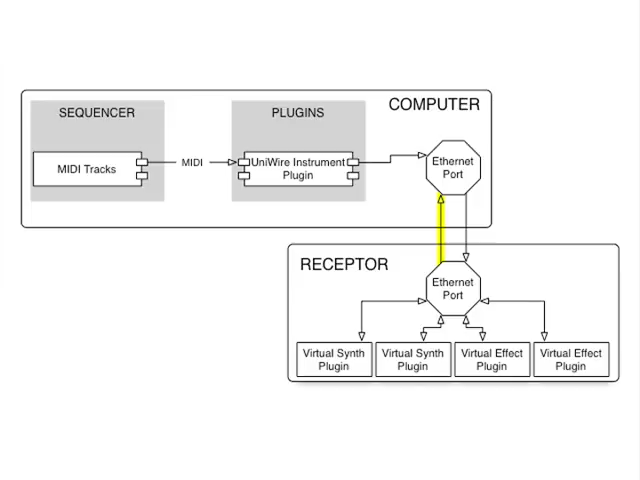 COMPUTER
SEQUENCER
PLUGINS
MIDI Tracks
MIDI
UniWire Instrument
Plugin
Ethernet
Port
RECEPTOR
Ethernet
Port
Virtual Synth
Plugin
Virtual Synth
Plugin
Virtual Effect
Plugin
Virtual Effect
Plugin